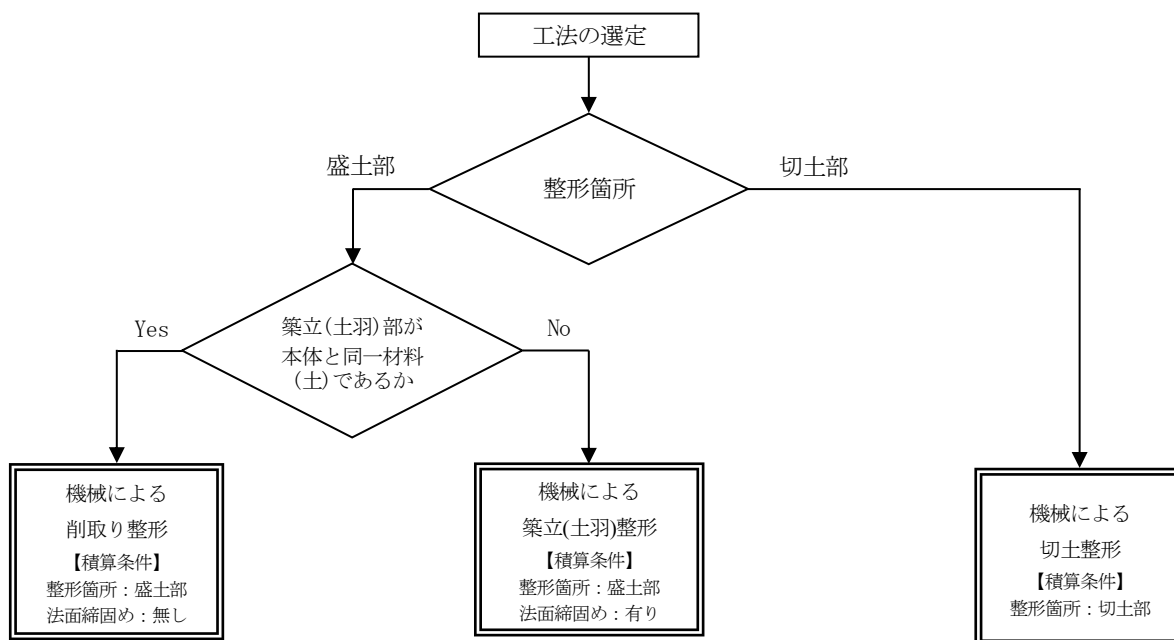 工法の選定
盛土部
切土部
整形箇所
Yes
築立(土羽)部が
本体と同一材料
(土)であるか
No
機械による
削取り整形
【積算条件】
整形箇所：盛土部
法面締固め：無し
機械による
築立(土羽)整形
【積算条件】
整形箇所：盛土部
法面締固め：有り
機械による
切土整形
【積算条件】
整形箇所：切土部